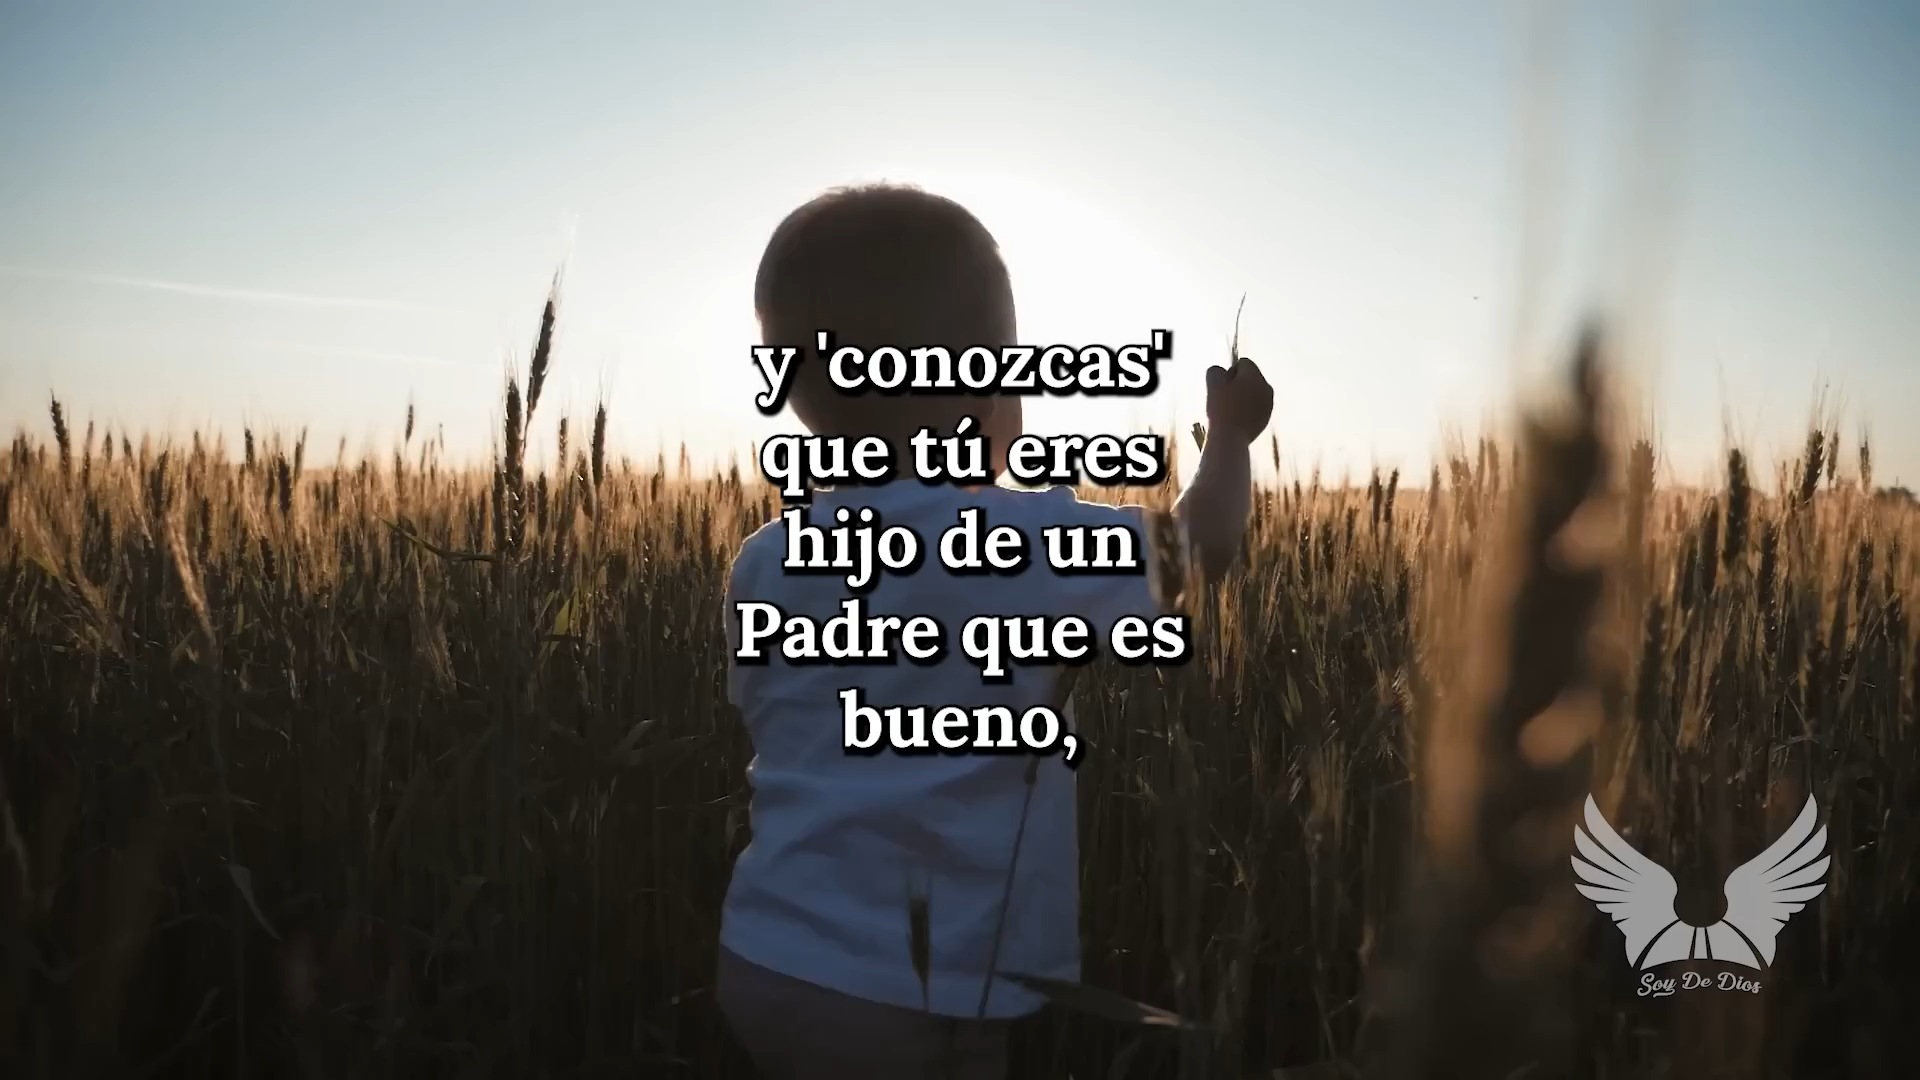 y 'conozcas'
que tú eres
hijo de un
Padre que es
bueno,
Soy De Dios